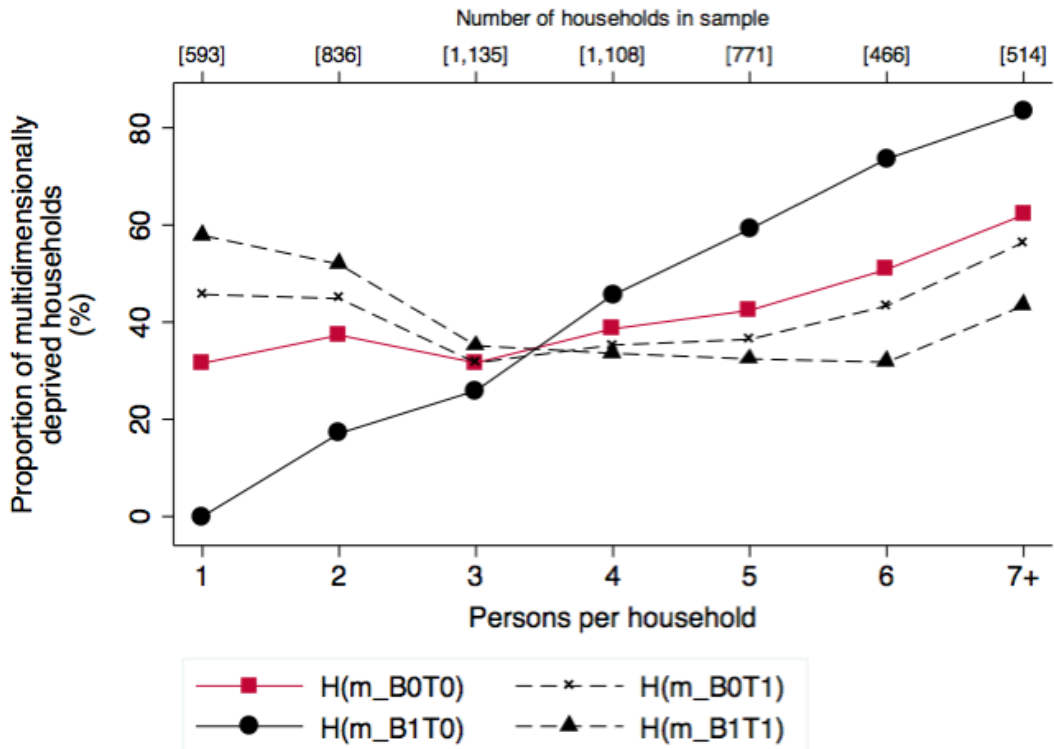 Number of households in sample
[593] [836] [1,135] [1,108] [771] [466] [514]
Proportion of multidimensionally
deprived households
(%)
80
60
40
20
0
1 2 3 4 5 6 7+
Persons per household
H(m_B0T0) H(m_B0T1)
H(m_B1T0) H(m_B1T1)